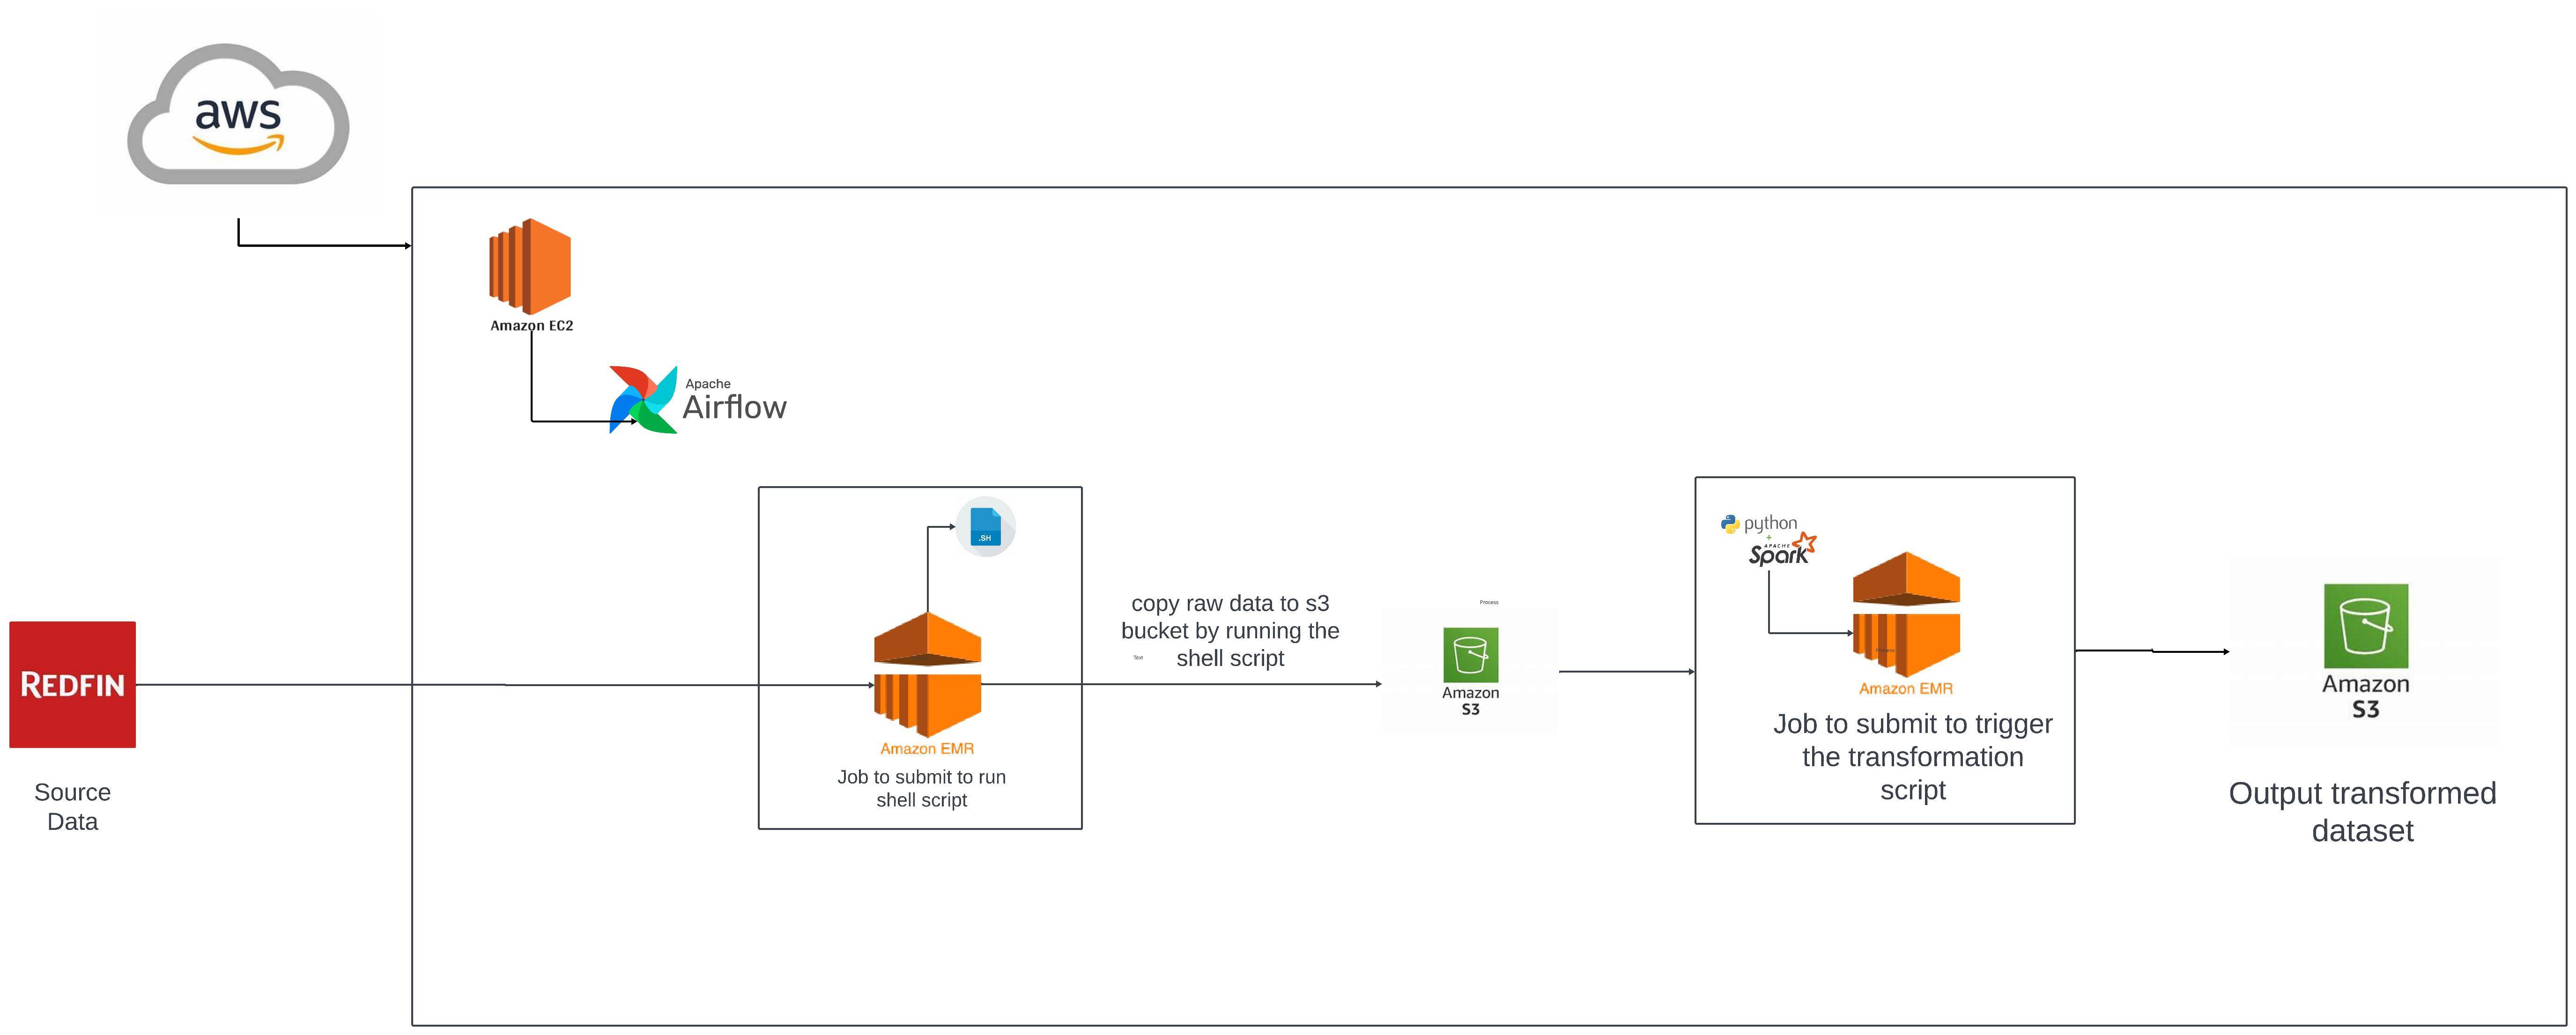 aws
Amazon EC2
Apache
Airflow
.SH
python
+
APACHE
Spark
Process
copy raw data to s3
bucket by running the
shell script
Text
REDFIN
Amazon
S3
Process
Amazon EMR
Amazon
S3
Amazon EMR
Job to submit to run
shell script
Job to submit to trigger
the transformation
script
Source
Data
Output transformed
dataset